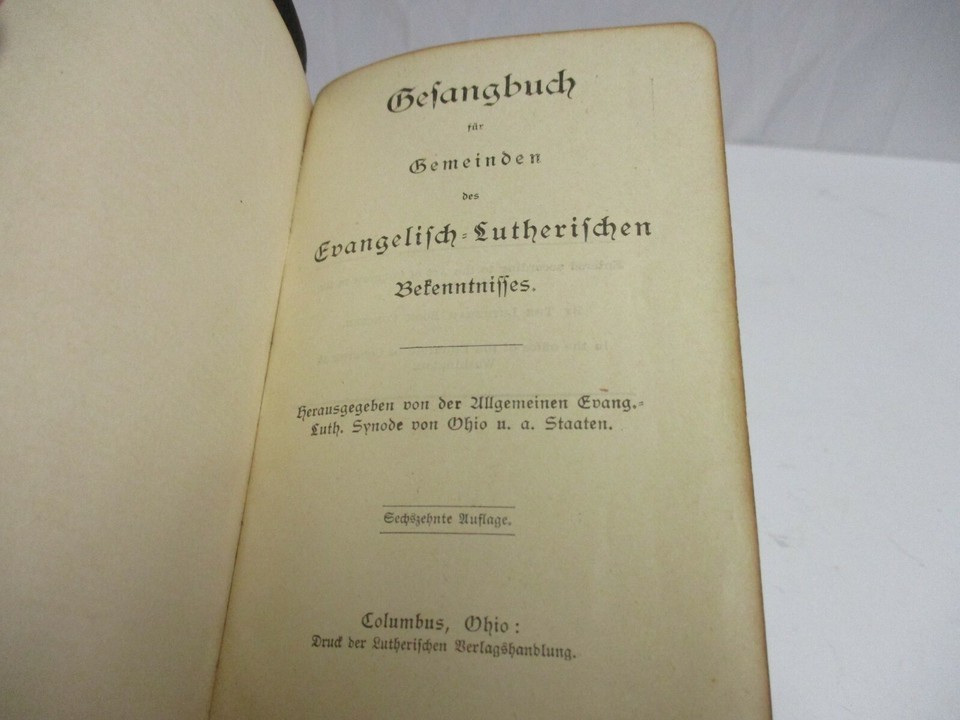 Gesangbuch
für
Gemeinden
des
Evangelisch-Lutherischen
Bekenntnisses.
Herausgegeben von der Allgemeinen Evang.-
Luth. Synode von Ohio u. a. Staaten.
Sechszehnte Auflage.
Columbus, Ohio:
Druck der Lutherischen Verlagshandlung.